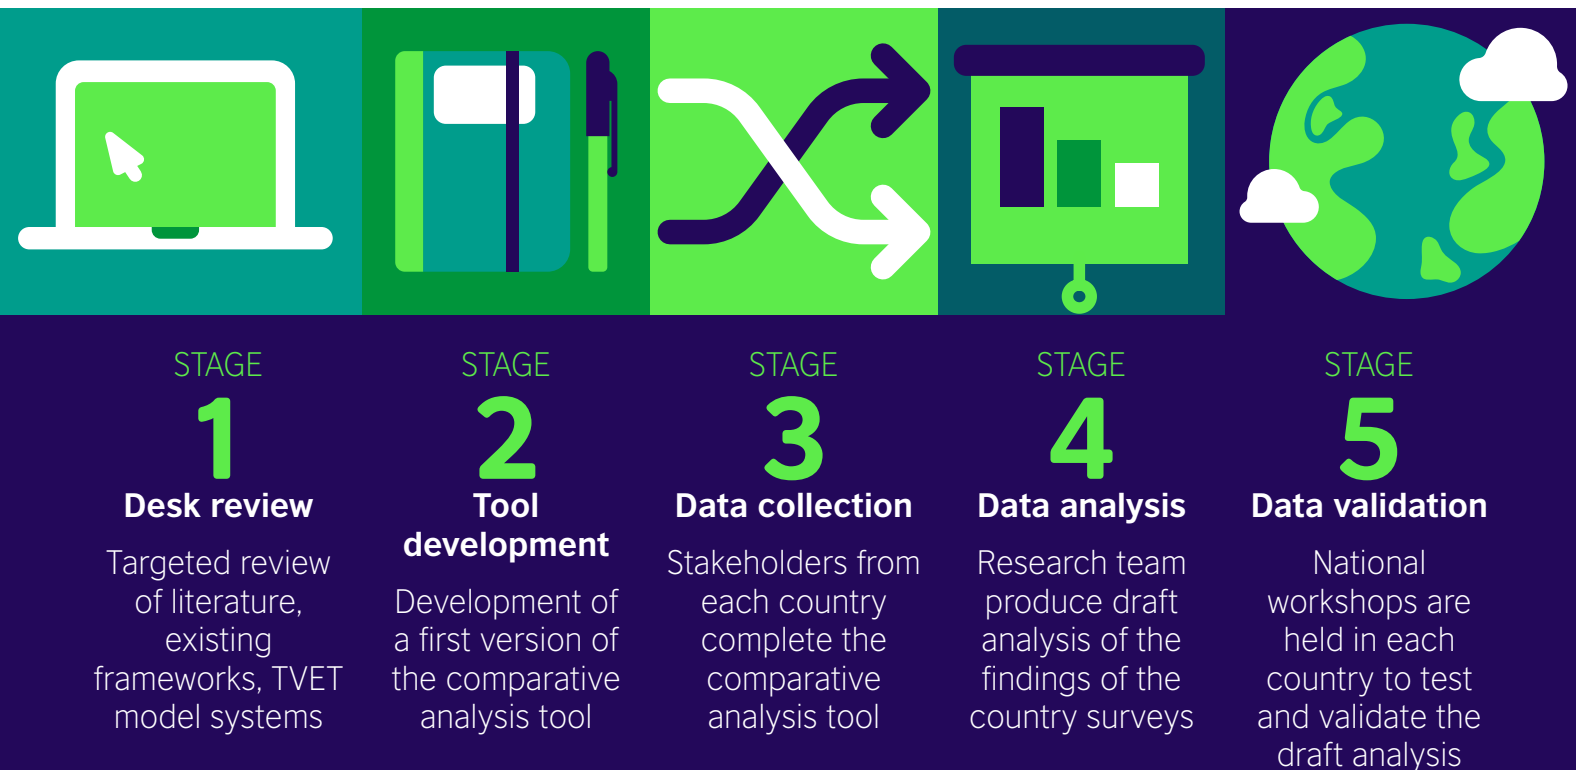 STAGE
1
Desk review
Targeted review
of literature,
existing
frameworks, TVET
model systems
STAGE
2
Tool
development
Development of
a first version of
the comparative
analysis tool
STAGE
3
Data collection
Stakeholders from
each country
complete the
comparative
analysis tool
STAGE
4
Data analysis
Research team
produce draft
analysis of the
findings of the
country surveys
STAGE
5
Data validation
National
workshops are
held in each
country to test
and validate the
draft analysis